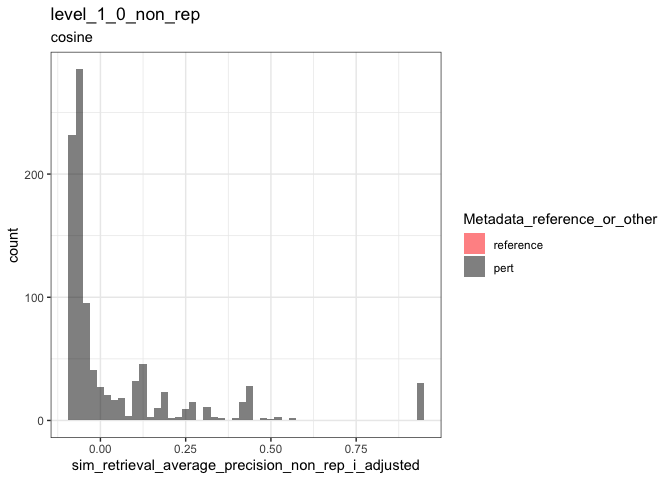 level_1_0_non_rep
cosine
200
100
0
count
0.00
0.25
0.50
0.75
sim_retrieval_average_precision_non_rep_i_adjusted
Metadata_reference_or_other
reference
pert